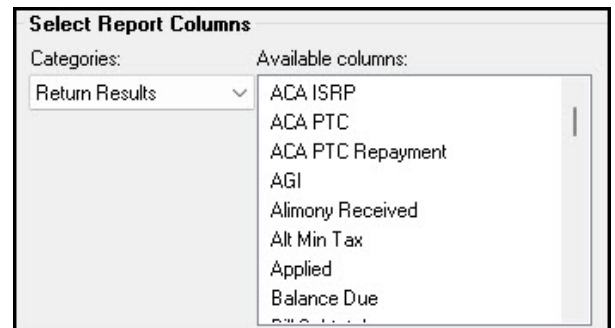 Select Report Columns
Categories: Available columns:
Return Results
ACA ISRP
ACA PTC
ACA PTC Repayment
AGI
Alimony Received
Alt Min Tax
Applied
Balance Due